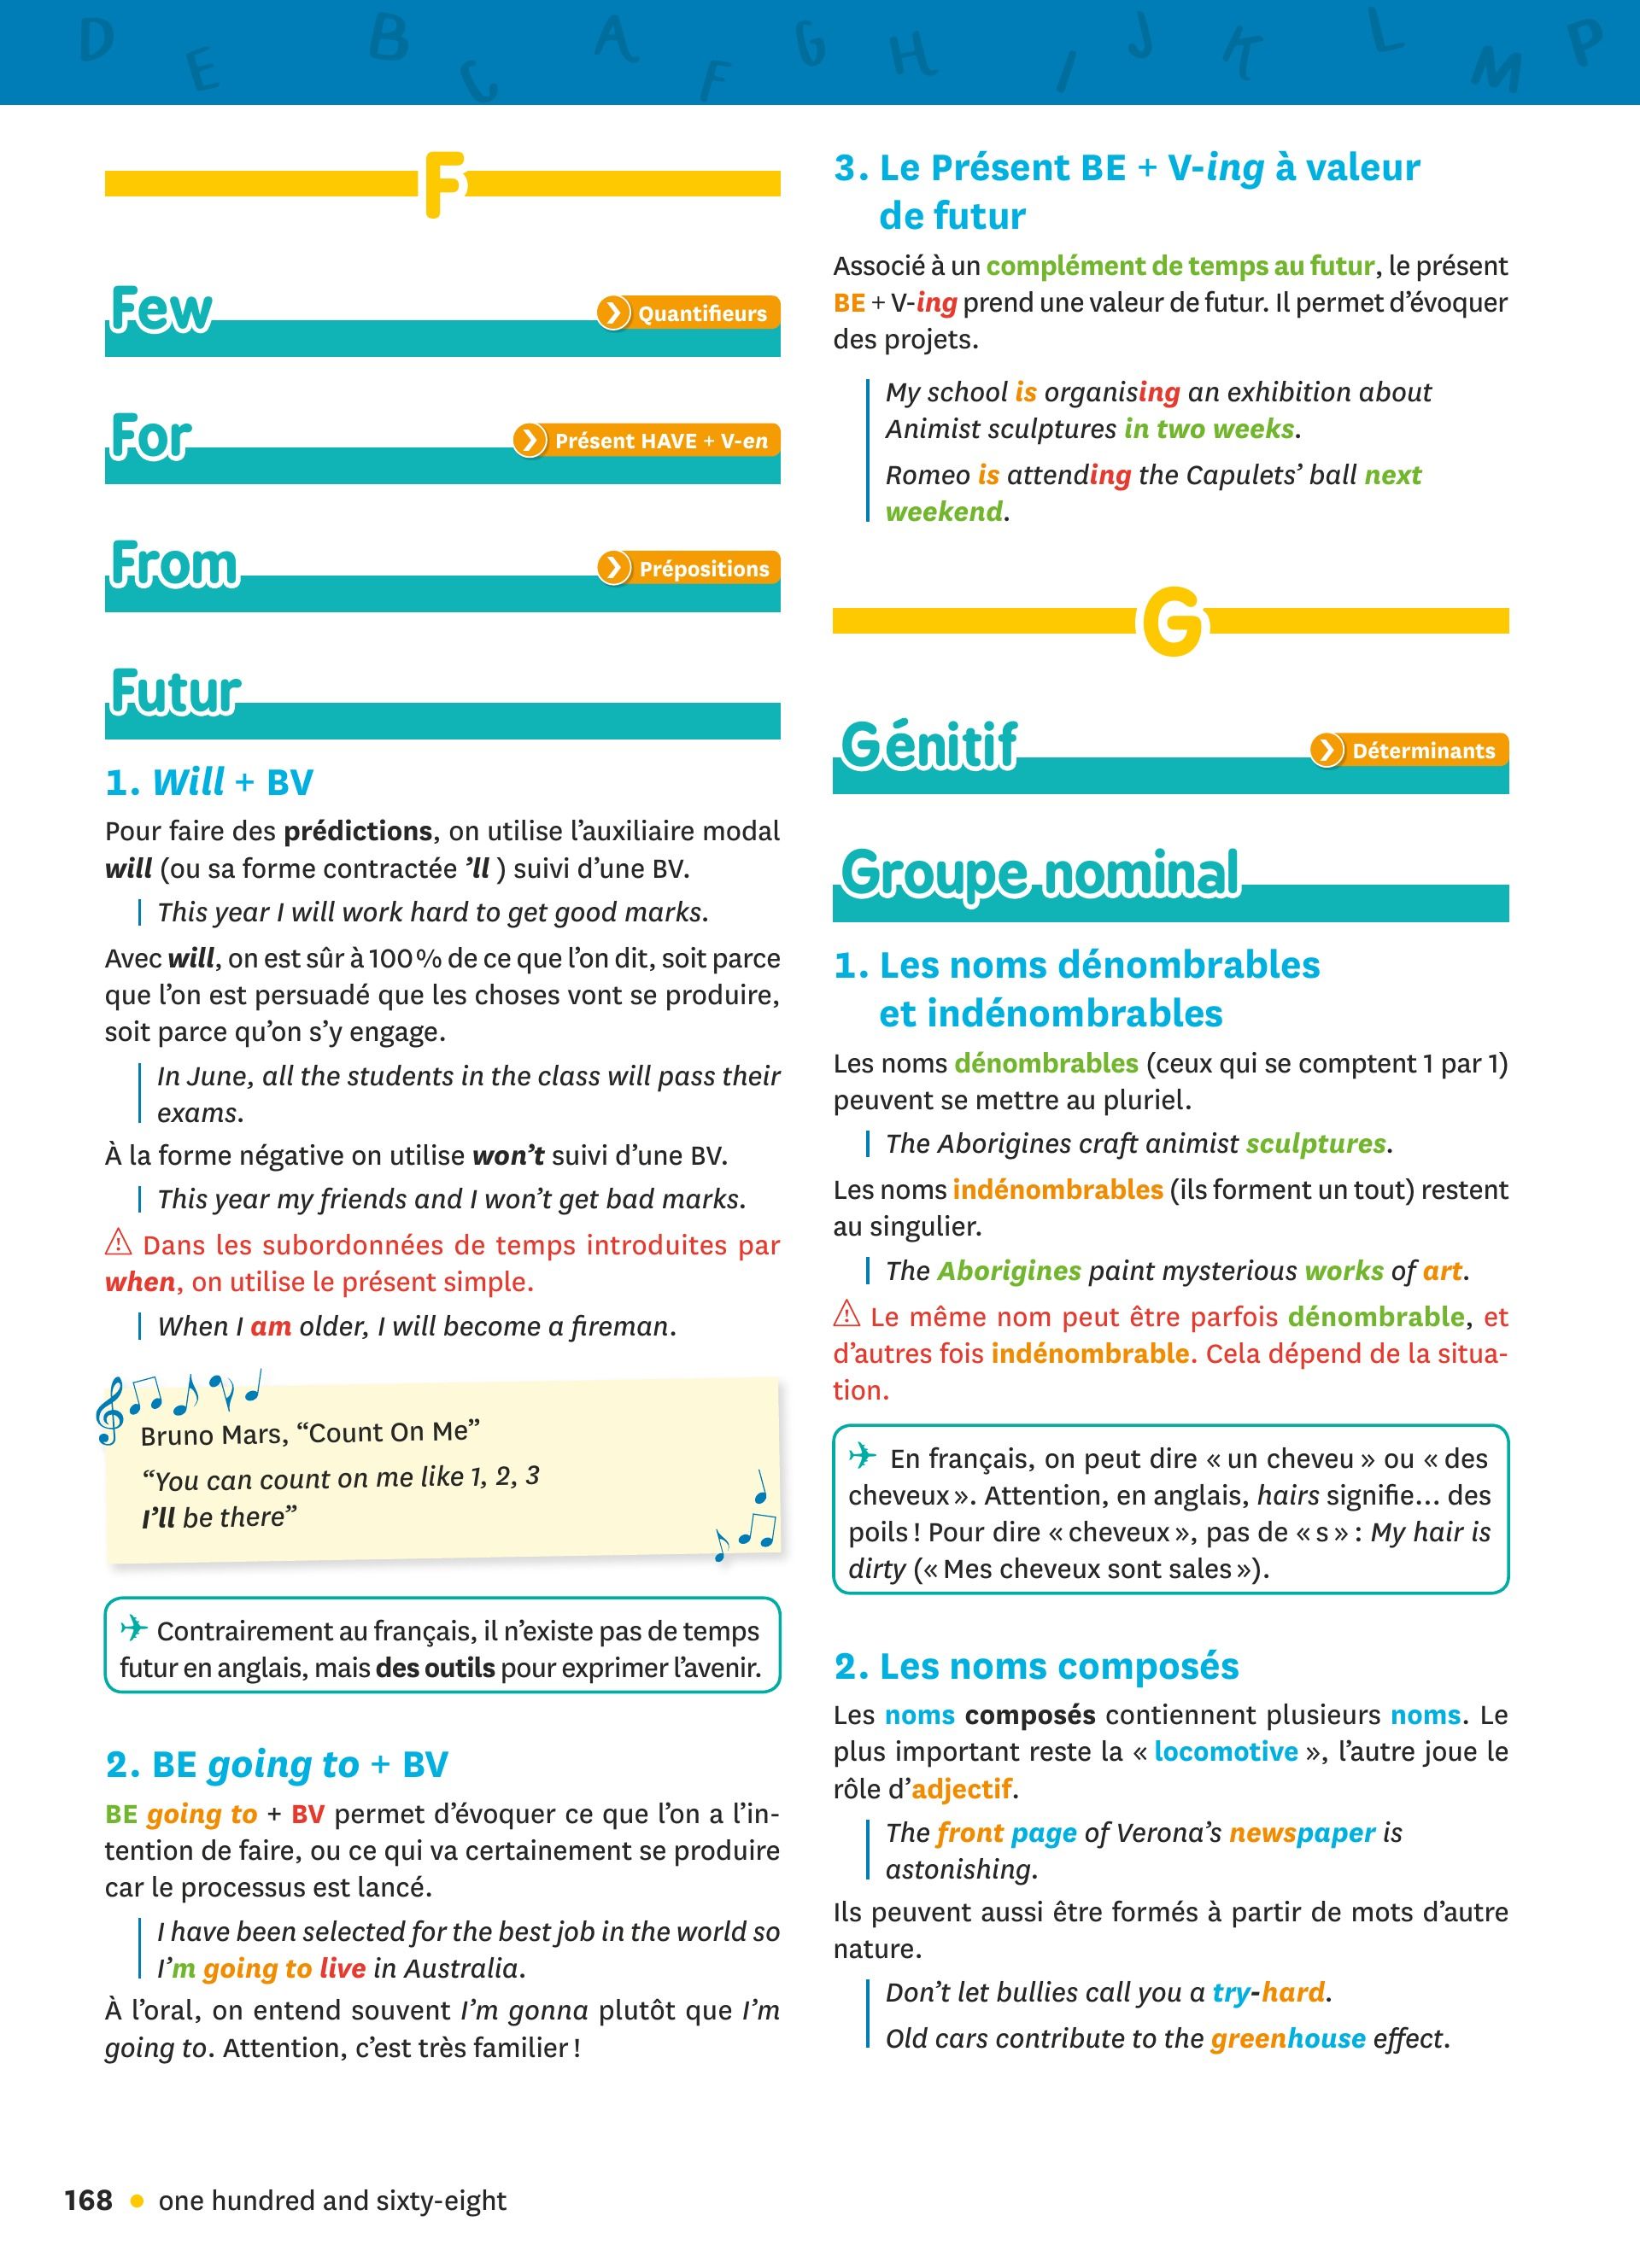 D E B C A F G H I J K L M P
F
Few
Quantifieurs
For
Présent HAVE + V-en
From
Prépositions
Futur
1. Will + BV
Pour faire des prédictions, on utilise l’auxiliaire modal
will (ou sa forme contractée ’ll ) suivi d’une BV.
This year I will work hard to get good marks.
Avec will, on est sûr à 100 % de ce que l’on dit, soit parce
que l’on est persuadé que les choses vont se produire,
soit parce qu’on s’y engage.
In June, all the students in the class will pass their
exams.
À la forme négative on utilise won’t suivi d’une BV.
This year my friends and I won’t get bad marks.
⚠ Dans les subordonnées de temps introduites par
when, on utilise le présent simple.
When I am older, I will become a fireman.
Bruno Mars, “Count On Me”
“You can count on me like 1, 2, 3
I’ll be there”
✈ Contrairement au français, il n’existe pas de temps
futur en anglais, mais des outils pour exprimer l’avenir.
2. BE going to + BV
BE going to + BV permet d’évoquer ce que l’on a l’in-
tention de faire, ou ce qui va certainement se produire
car le processus est lancé.
I have been selected for the best job in the world so
I’m going to live in Australia.
À l’oral, on entend souvent I’m gonna plutôt que I’m
going to. Attention, c’est très familier !
3. Le Présent BE + V-ing à valeur
de futur
Associé à un complément de temps au futur, le présent
BE + V-ing prend une valeur de futur. Il permet d’évoquer
des projets.
My school is organising an exhibition about
Animist sculptures in two weeks.
Romeo is attending the Capulets’ ball next
weekend.
G
Génitif
Déterminants
Groupe nominal
1. Les noms dénombrables
et indénombrables
Les noms dénombrables (ceux qui se comptent 1 par 1)
peuvent se mettre au pluriel.
The Aborigines craft animist sculptures.
Les noms indénombrables (ils forment un tout) restent
au singulier.
The Aborigines paint mysterious works of art.
⚠ Le même nom peut être parfois dénombrable, et
d’autres fois indénombrable. Cela dépend de la situa-
tion.
✈ En français, on peut dire « un cheveu » ou « des
cheveux ». Attention, en anglais, hairs signifie… des
poils ! Pour dire « cheveux », pas de « s » : My hair is
dirty (« Mes cheveux sont sales »).
2. Les noms composés
Les noms composés contiennent plusieurs noms. Le
plus important reste la « locomotive », l’autre joue le
rôle d’adjectif.
The front page of Verona’s newspaper is
astonishing.
Ils peuvent aussi être formés à partir de mots d’autre
nature.
Don’t let bullies call you a try-hard.
Old cars contribute to the greenhouse effect.
168 • one hundred and sixty-eight